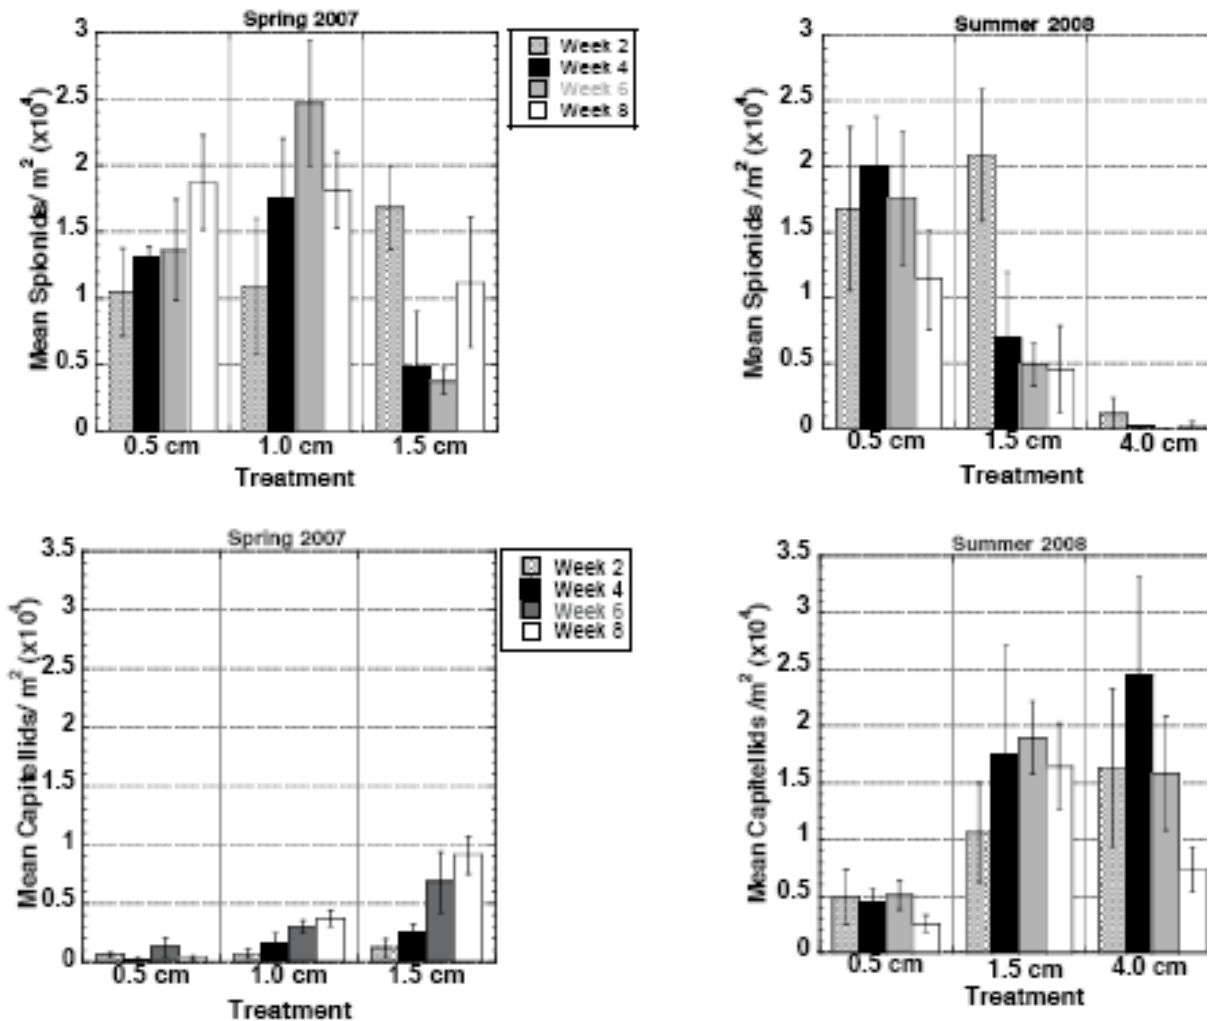 Spring 2007
Mean Spionids/ m² (x10⁴)
3
2.5
2
1.5
1
0.5
0
0.5 cm 1.0 cm 1.5 cm
Treatment
Week 2
Week 4
Week 6
Week 8
Summer 2008
Mean Spionids /m² (x10⁴)
3
2.5
2
1.5
1
0.5
0
0.5 cm 1.5 cm 4.0 cm
Treatment
Spring 2007
Mean Capitellids/ m² (x10⁴)
3.5
3
2.5
2
1.5
1
0.5
0
0.5 cm 1.0 cm 1.5 cm
Treatment
Week 2
Week 4
Week 6
Week 8
Summer 2008
Mean Capitellids /m² (x10⁴)
3.5
3
2.5
2
1.5
1
0.5
0
0.5 cm 1.5 cm 4.0 cm
Treatment